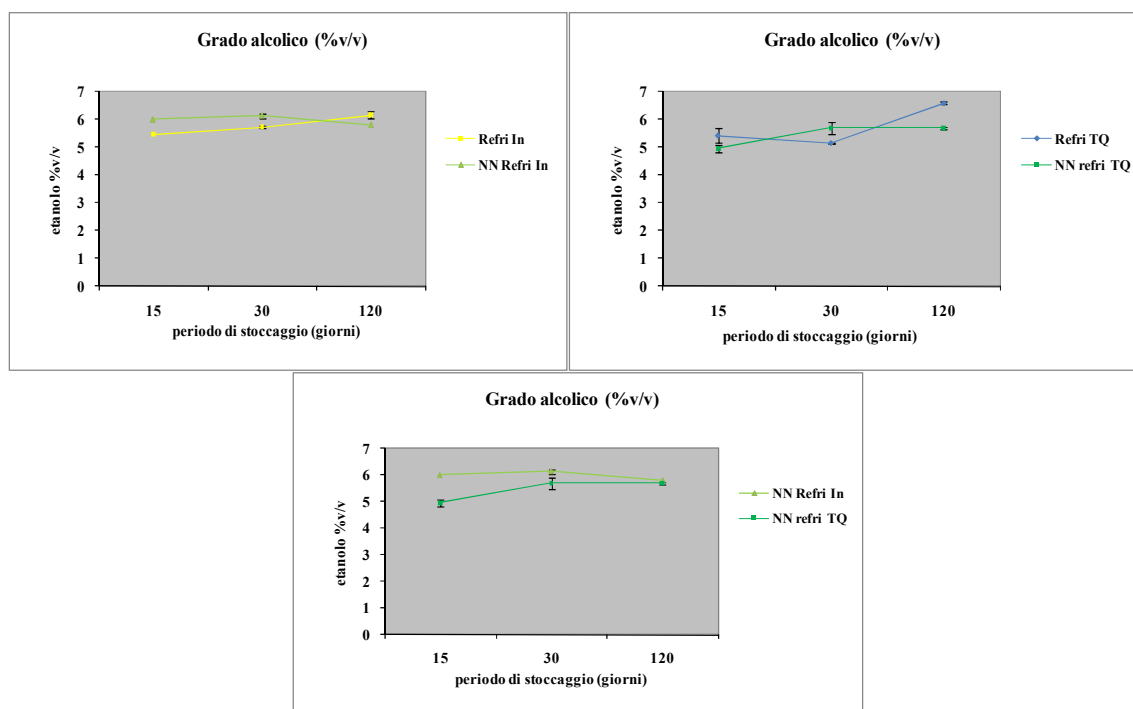 Grado alcolico (%v/v)
etanolo %v/v
7
6
5
4
3
2
1
0
15 30 120
periodo di stoccaggio (giorni)
Refri In
NN Refri In
Grado alcolico (%v/v)
etanolo %v/v
7
6
5
4
3
2
1
0
15 30 120
periodo di stoccaggio (giorni)
Refri TQ
NN refri TQ
Grado alcolico (%v/v)
etanolo %v/v
7
6
5
4
3
2
1
0
15 30 120
periodo di stoccaggio (giorni)
NN Refri In
NN refri TQ